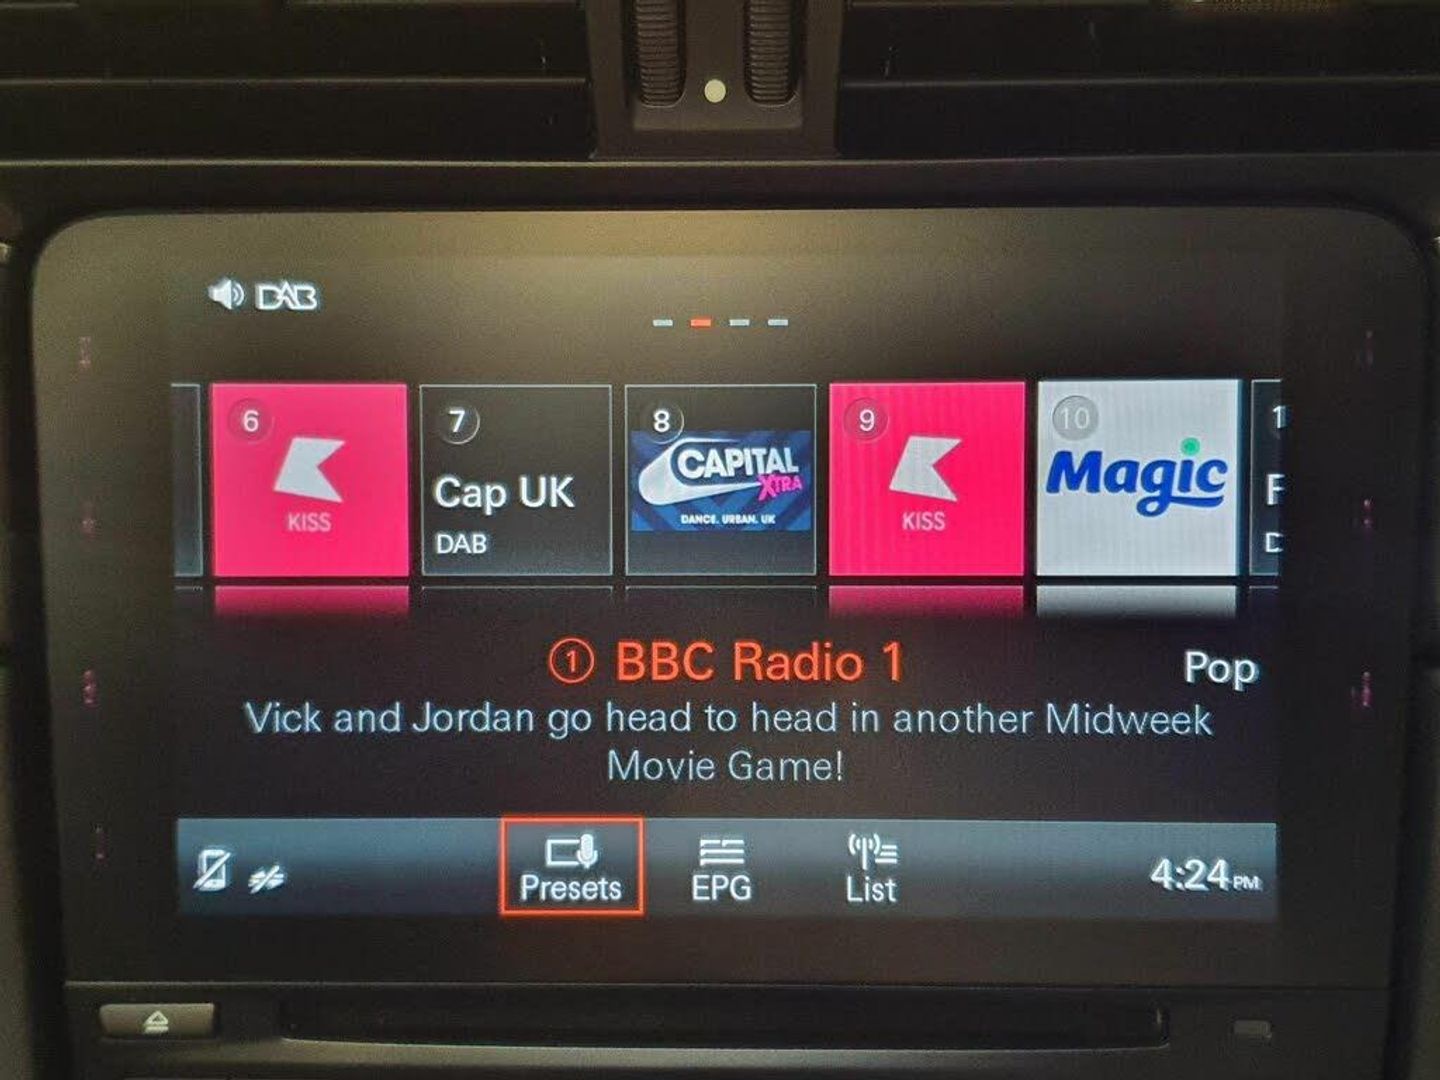 DAB
6
KISS
7
Cap UK
DAB
8
CAPITAL
XTRA
DANCE. URBAN. UK
9
KISS
10
Magic
1 BBC Radio 1
Pop
Vick and Jordan go head to head in another Midweek
Movie Game!
Presets
EPG
List
4:24 PM